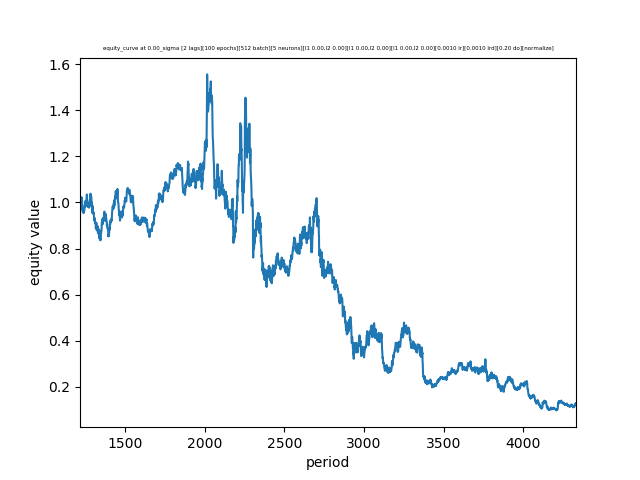 equity_curve at 0.00_sigma [2 lags][100 epochs][512 batch][5 neurons][l1 0.00,l2 0.00][l1 0.00,l2 0.00][l1 0.00,l2 0.00][0.0010 lr][0.0010 lrd][0.20 do][normalize]
1.6
1.4
1.2
1.0
0.8
0.6
0.4
0.2
equity value
1500 2000 2500 3000 3500 4000
period